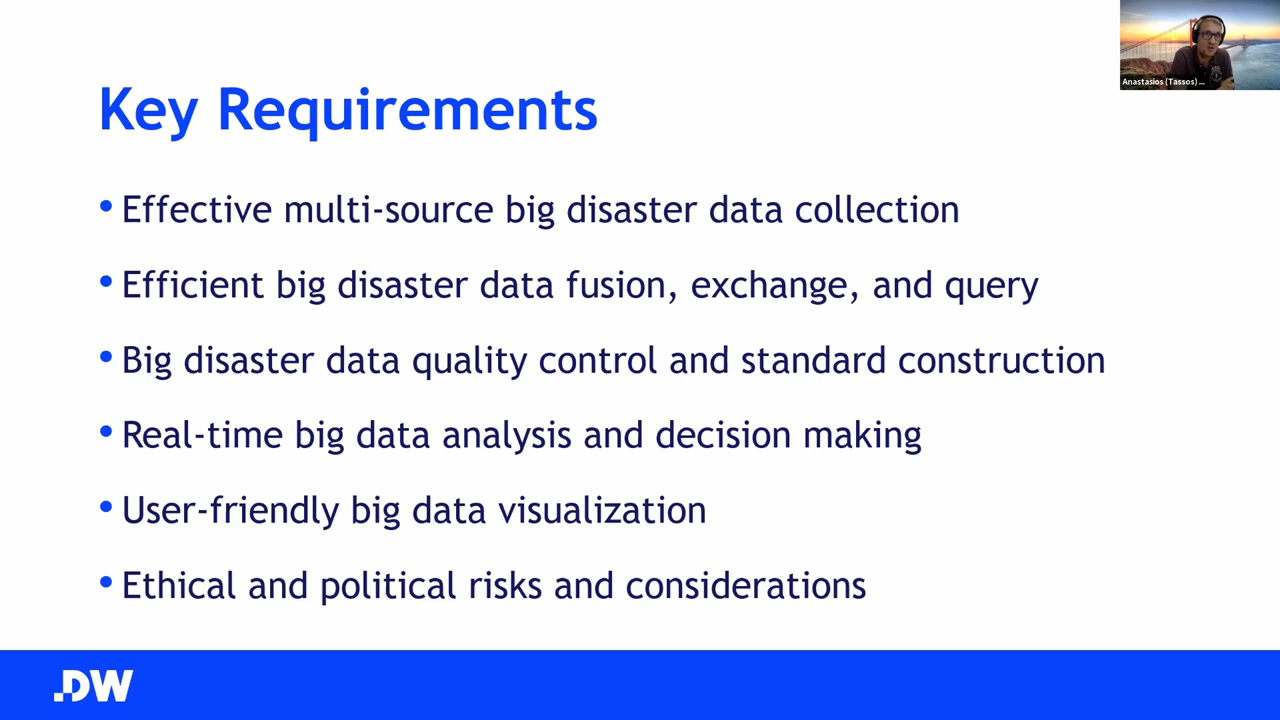 Anastasios (Tassos) ...
Key Requirements
• Effective multi-source big disaster data collection
• Efficient big disaster data fusion, exchange, and query
• Big disaster data quality control and standard construction
• Real-time big data analysis and decision making
• User-friendly big data visualization
• Ethical and political risks and considerations
.DW